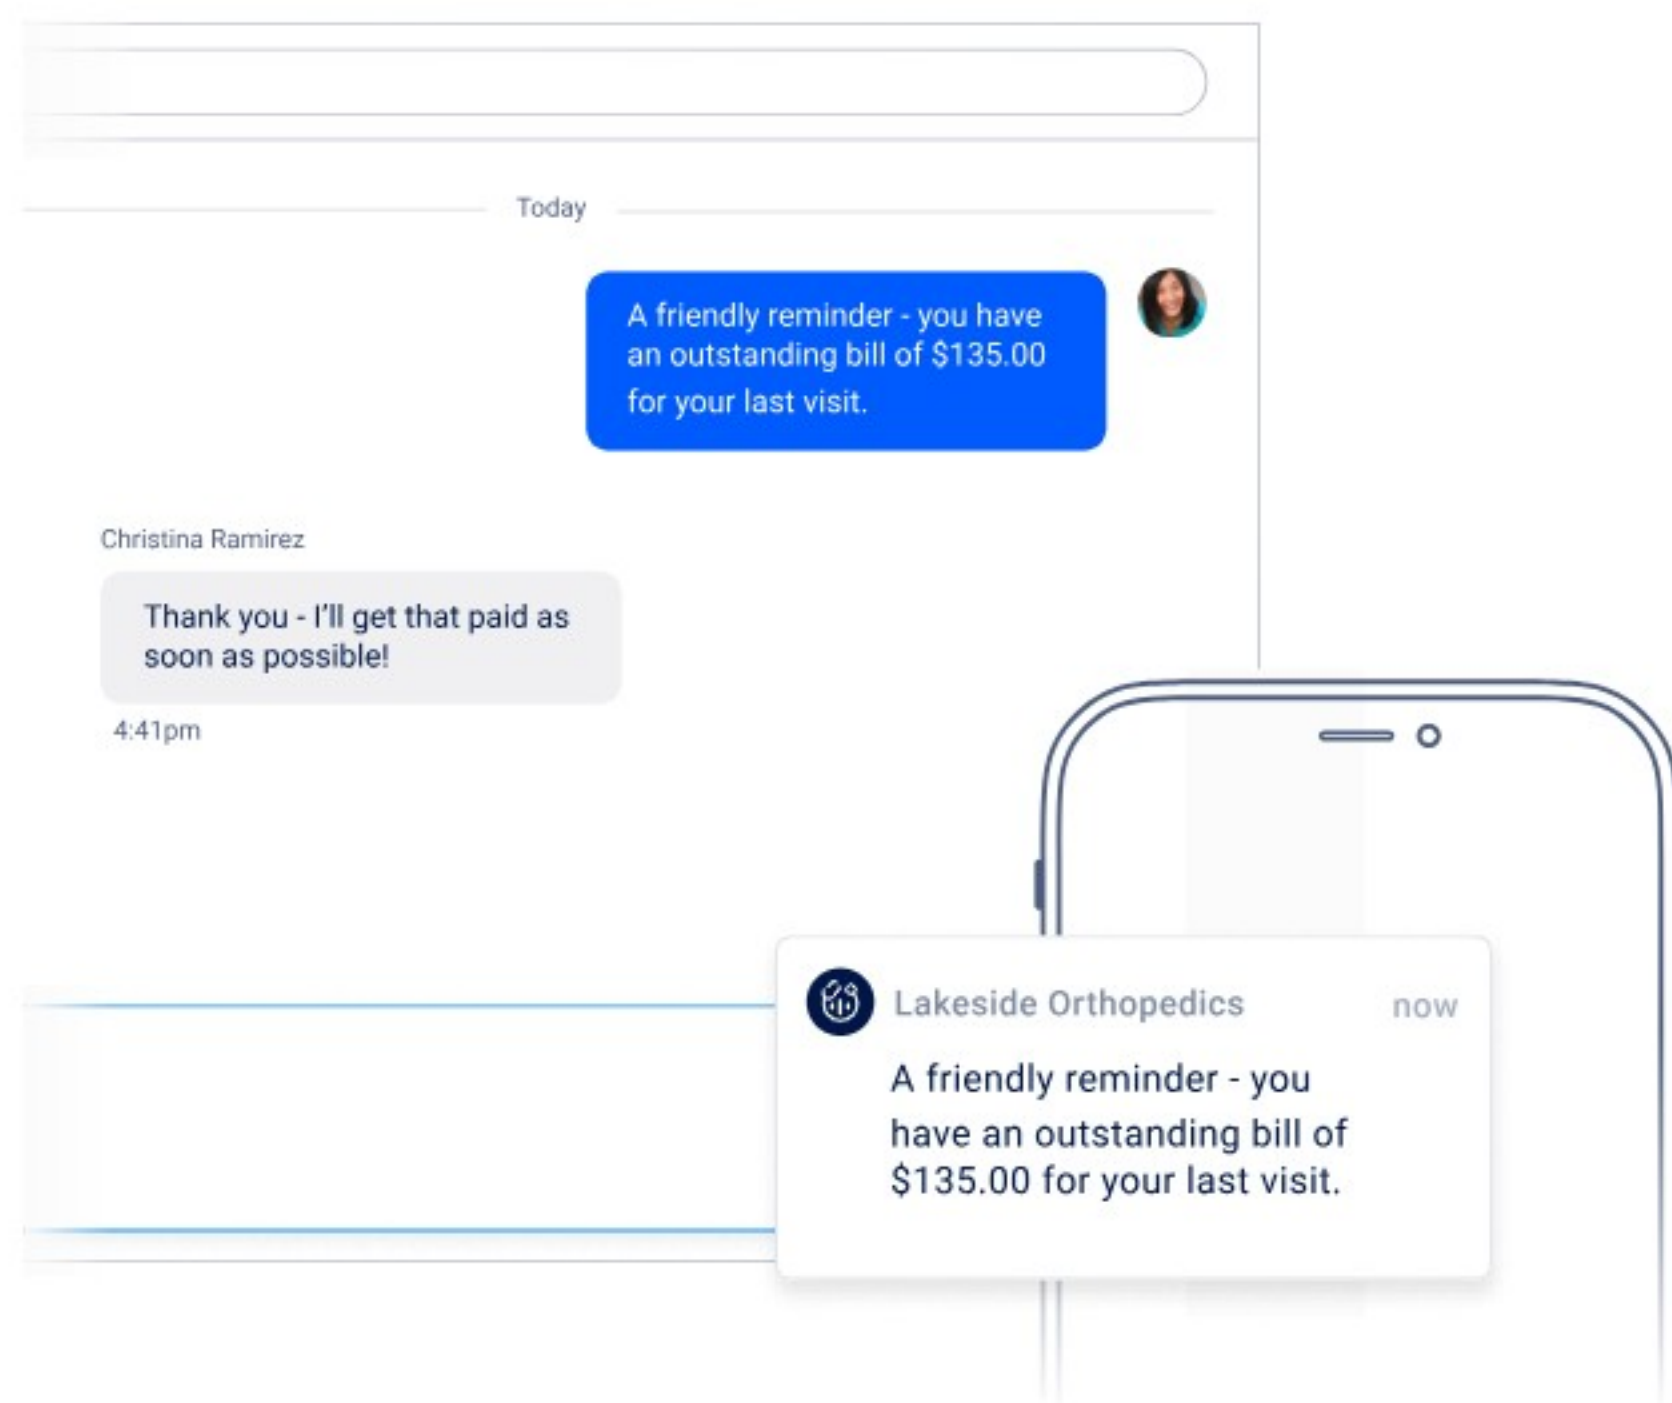 Today
A friendly reminder - you have
an outstanding bill of $135.00
for your last visit.
Christina Ramirez
Thank you - I'll get that paid as
soon as possible!
4:41pm
Lakeside Orthopedics now
A friendly reminder - you
have an outstanding bill of
$135.00 for your last visit.